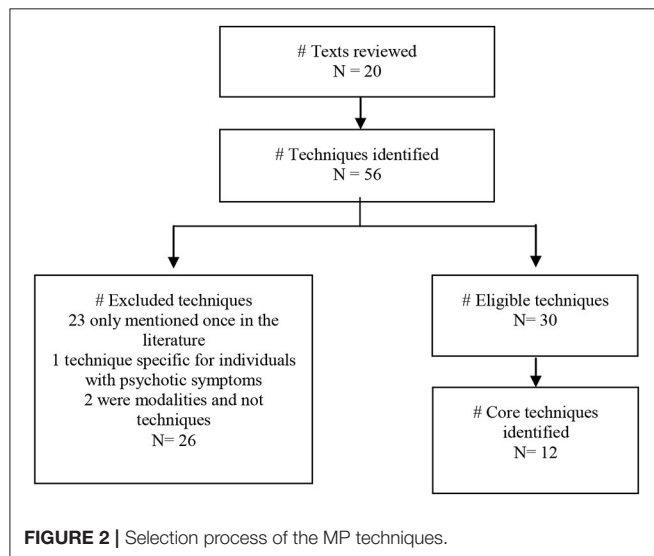 # Texts reviewed
N = 20
# Techniques identified
N = 56
# Excluded techniques
23 only mentioned once in the
literature
1 technique specific for individuals
with psychotic symptoms
2 were modalities and not
techniques
N= 26
# Eligible techniques
N= 30
# Core techniques
identified
N= 12
FIGURE 2 | Selection process of the MP techniques.